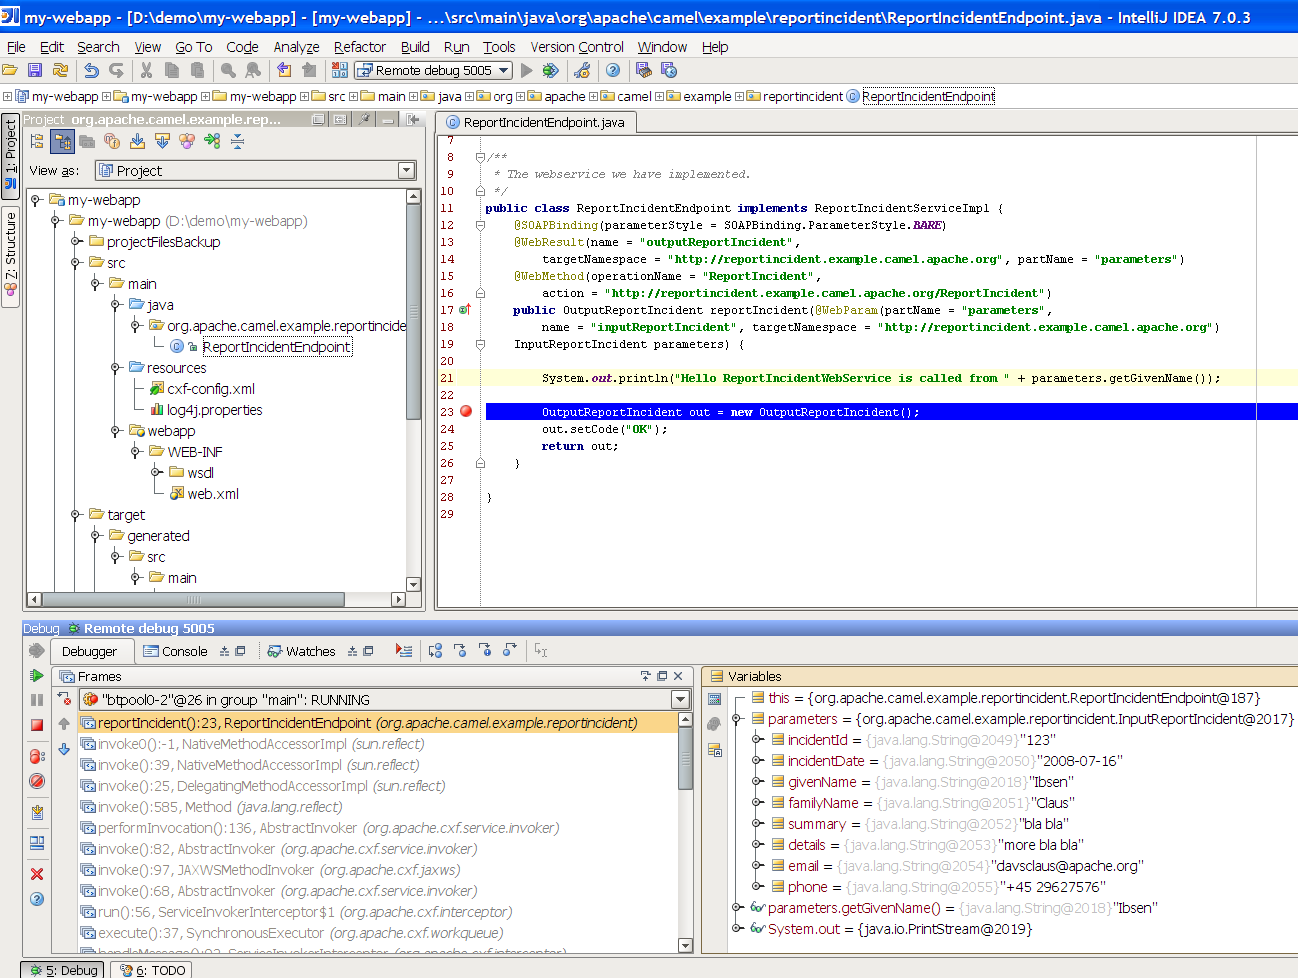 my-webapp - [D:\demo\my-webapp] - [my-webapp] - ...\src\main\java\org\apache\camel\example\reportincident\ReportIncidentEndpoint.java - IntelliJ IDEA 7.0.3
File Edit Search View Go To Code Analyze Refactor Build Run Tools Version Control Window Help
Remote debug 5005
my-webapp my-webapp my-webapp src main java org apache camel example reportincident ReportIncidentEndpoint
Project org.apache.camel.example.rep...
ReportIncidentEndpoint.java
1: Project
Z: Structure
View as: Project
my-webapp
my-webapp (D:\demo\my-webapp)
projectFilesBackup
src
main
java
org.apache.camel.example.reportincide
ReportIncidentEndpoint
resources
cxf-config.xml
log4j.properties
webapp
WEB-INF
wsdl
web.xml
target
generated
src
main
7
8 /**
9 * The webservice we have implemented.
10 */
11 public class ReportIncidentEndpoint implements ReportIncidentServiceImpl {
12 @SOAPBinding(parameterStyle = SOAPBinding.ParameterStyle.BARE)
13 @WebResult(name = "outputReportIncident",
14 targetNamespace = "http://reportincident.example.camel.apache.org", partName = "parameters")
15 @WebMethod(operationName = "ReportIncident",
16 action = "http://reportincident.example.camel.apache.org/ReportIncident")
17 public OutputReportIncident reportIncident(@WebParam(partName = "parameters",
18 name = "inputReportIncident", targetNamespace = "http://reportincident.example.camel.apache.org")
19 InputReportIncident parameters) {
20
21 System.out.println("Hello ReportIncidentWebService is called from " + parameters.getGivenName());
22
23 OutputReportIncident out = new OutputReportIncident();
24 out.setCode("OK");
25 return out;
26 }
27
28 }
29
Debug Remote debug 5005
Debugger Console Watches
Frames
"btpool0-2"@26 in group "main": RUNNING
reportIncident():23, ReportIncidentEndpoint (org.apache.camel.example.reportincident)
invoke0():-1, NativeMethodAccessorImpl (sun.reflect)
invoke():39, NativeMethodAccessorImpl (sun.reflect)
invoke():25, DelegatingMethodAccessorImpl (sun.reflect)
invoke():585, Method (java.lang.reflect)
performInvocation():136, AbstractInvoker (org.apache.cxf.service.invoker)
invoke():82, AbstractInvoker (org.apache.cxf.service.invoker)
invoke():97, JAXWSMethodInvoker (org.apache.cxf.jaxws)
invoke():68, AbstractInvoker (org.apache.cxf.service.invoker)
run():56, ServiceInvokerInterceptor$1 (org.apache.cxf.interceptor)
execute():37, SynchronousExecutor (org.apache.cxf.workqueue)
handleMessage():92, ServiceInvokerInterceptor (org.apache.cxf.interceptor)
Variables
this = {org.apache.camel.example.reportincident.ReportIncidentEndpoint@187}
parameters = {org.apache.camel.example.reportincident.InputReportIncident@2017}
incidentId = {java.lang.String@2049}"123"
incidentDate = {java.lang.String@2050}"2008-07-16"
givenName = {java.lang.String@2018}"Ibsen"
familyName = {java.lang.String@2051}"Claus"
summary = {java.lang.String@2052}"bla bla"
details = {java.lang.String@2053}"more bla bla"
email = {java.lang.String@2054}"davsclaus@apache.org"
phone = {java.lang.String@2055}"+45 29627576"
parameters.getGivenName() = {java.lang.String@2018}"Ibsen"
System.out = {java.io.PrintStream@2019}
5: Debug 6: TODO